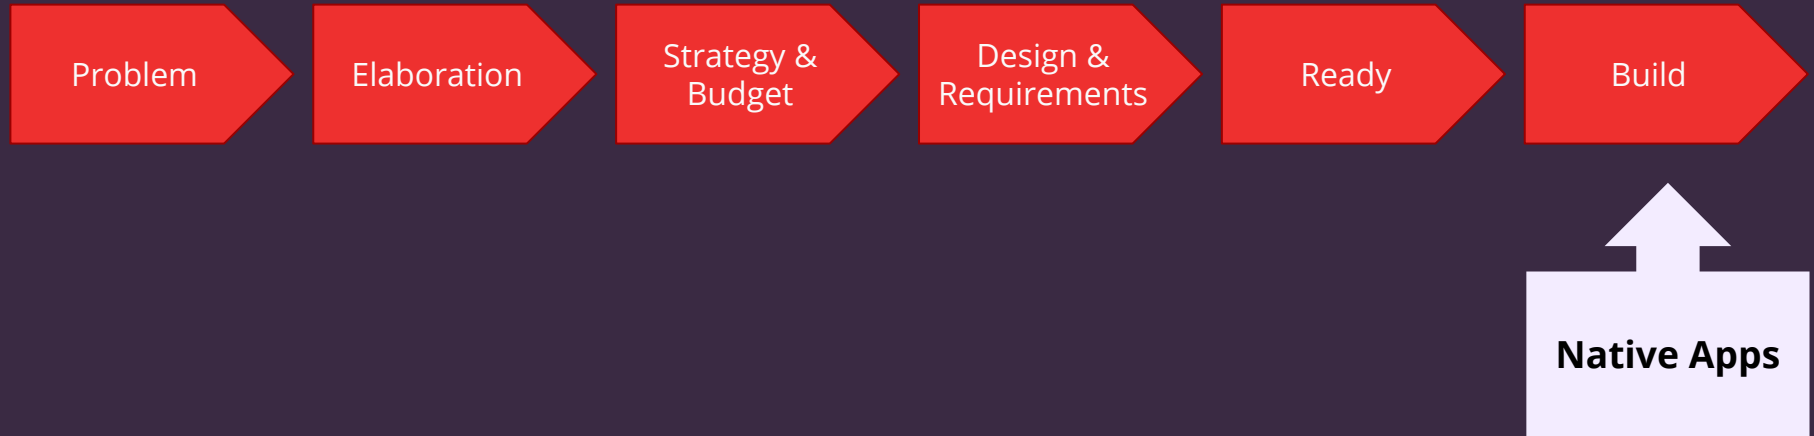 Problem
Elaboration
Strategy &
Budget
Design &
Requirements
Ready
Build
Native Apps